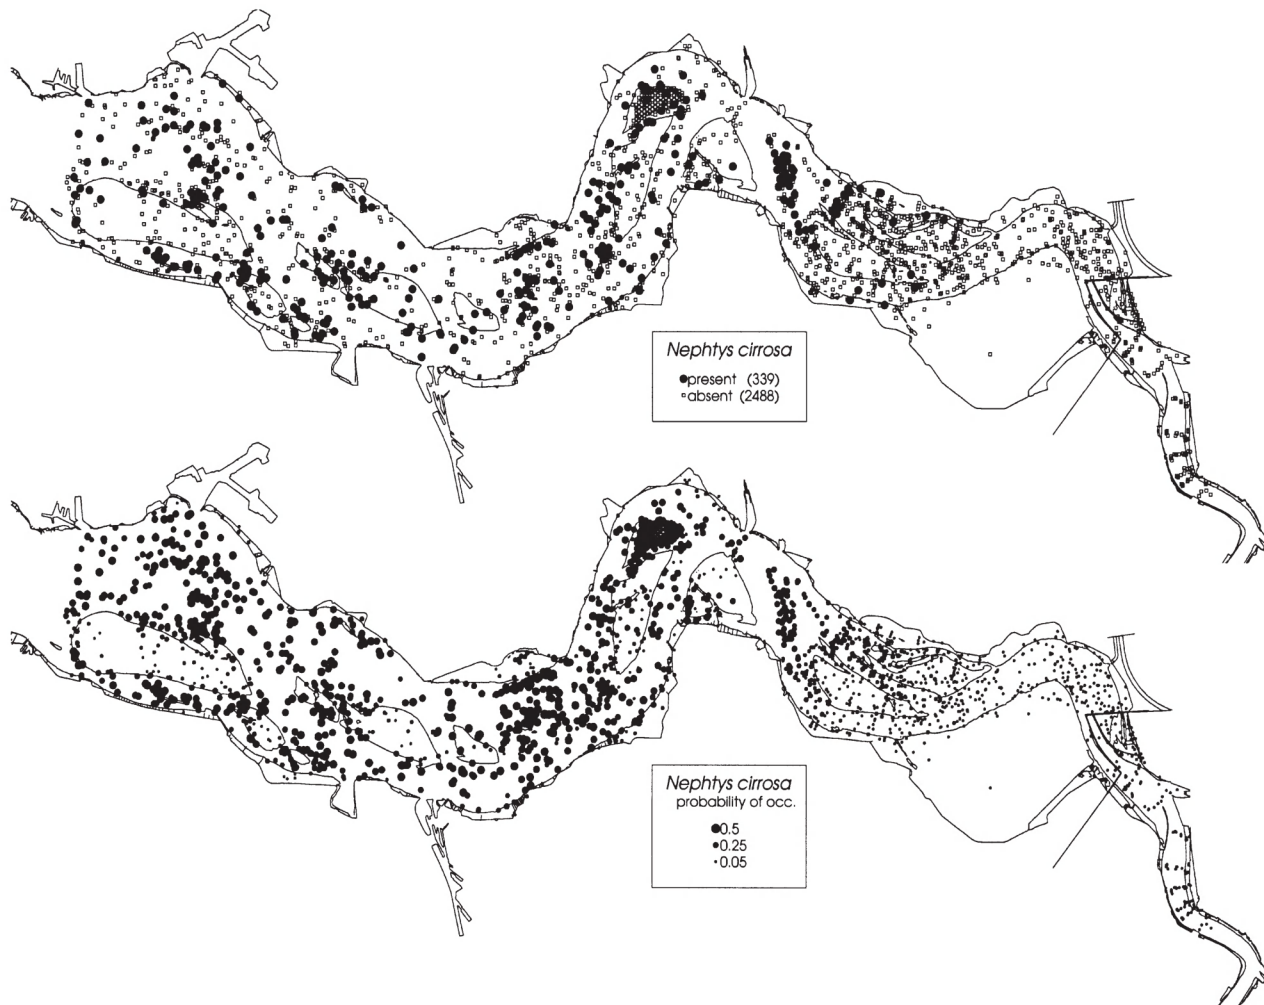 Nephtys cirrosa
●present (339)
▫absent (2488)
Nephtys cirrosa
probability of occ.
●0.5
●0.25
•0.05